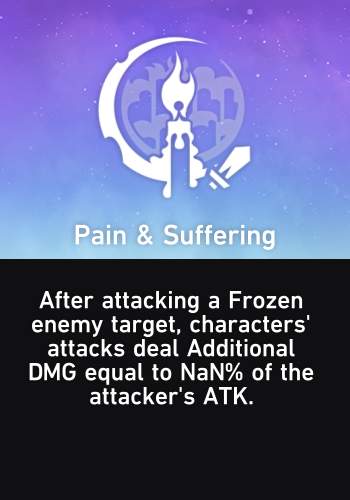 Pain & Suffering
After attacking a Frozen
enemy target, characters'
attacks deal Additional
DMG equal to NaN% of the
attacker's ATK.